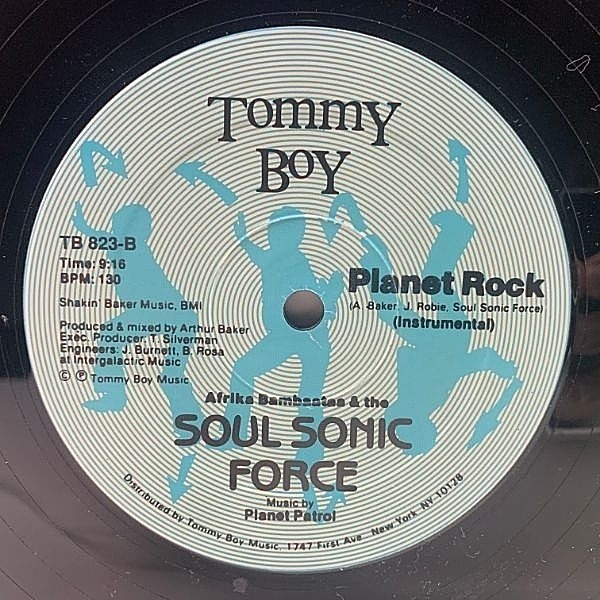 TOMMY
BOY
TB 823-B
Time: 9:16
BPM: 130
Shakin' Baker Music, BMI
Produced & mixed by Arthur Baker
Exec. Producer: T. Silverman
Engineers: J. Burnett, B. Rosa
at Intergalactic Music
© ℗ Tommy Boy Music
Planet Rock
(A. Baker, J. Robie, Soul Sonic Force)
(Instrumental)
Afrika Bambaataa & the
SOUL SONIC
FORCE
Music by
Planet Patrol
Distributed by Tommy Boy Music, 1747 First Ave. New York, NY 10128